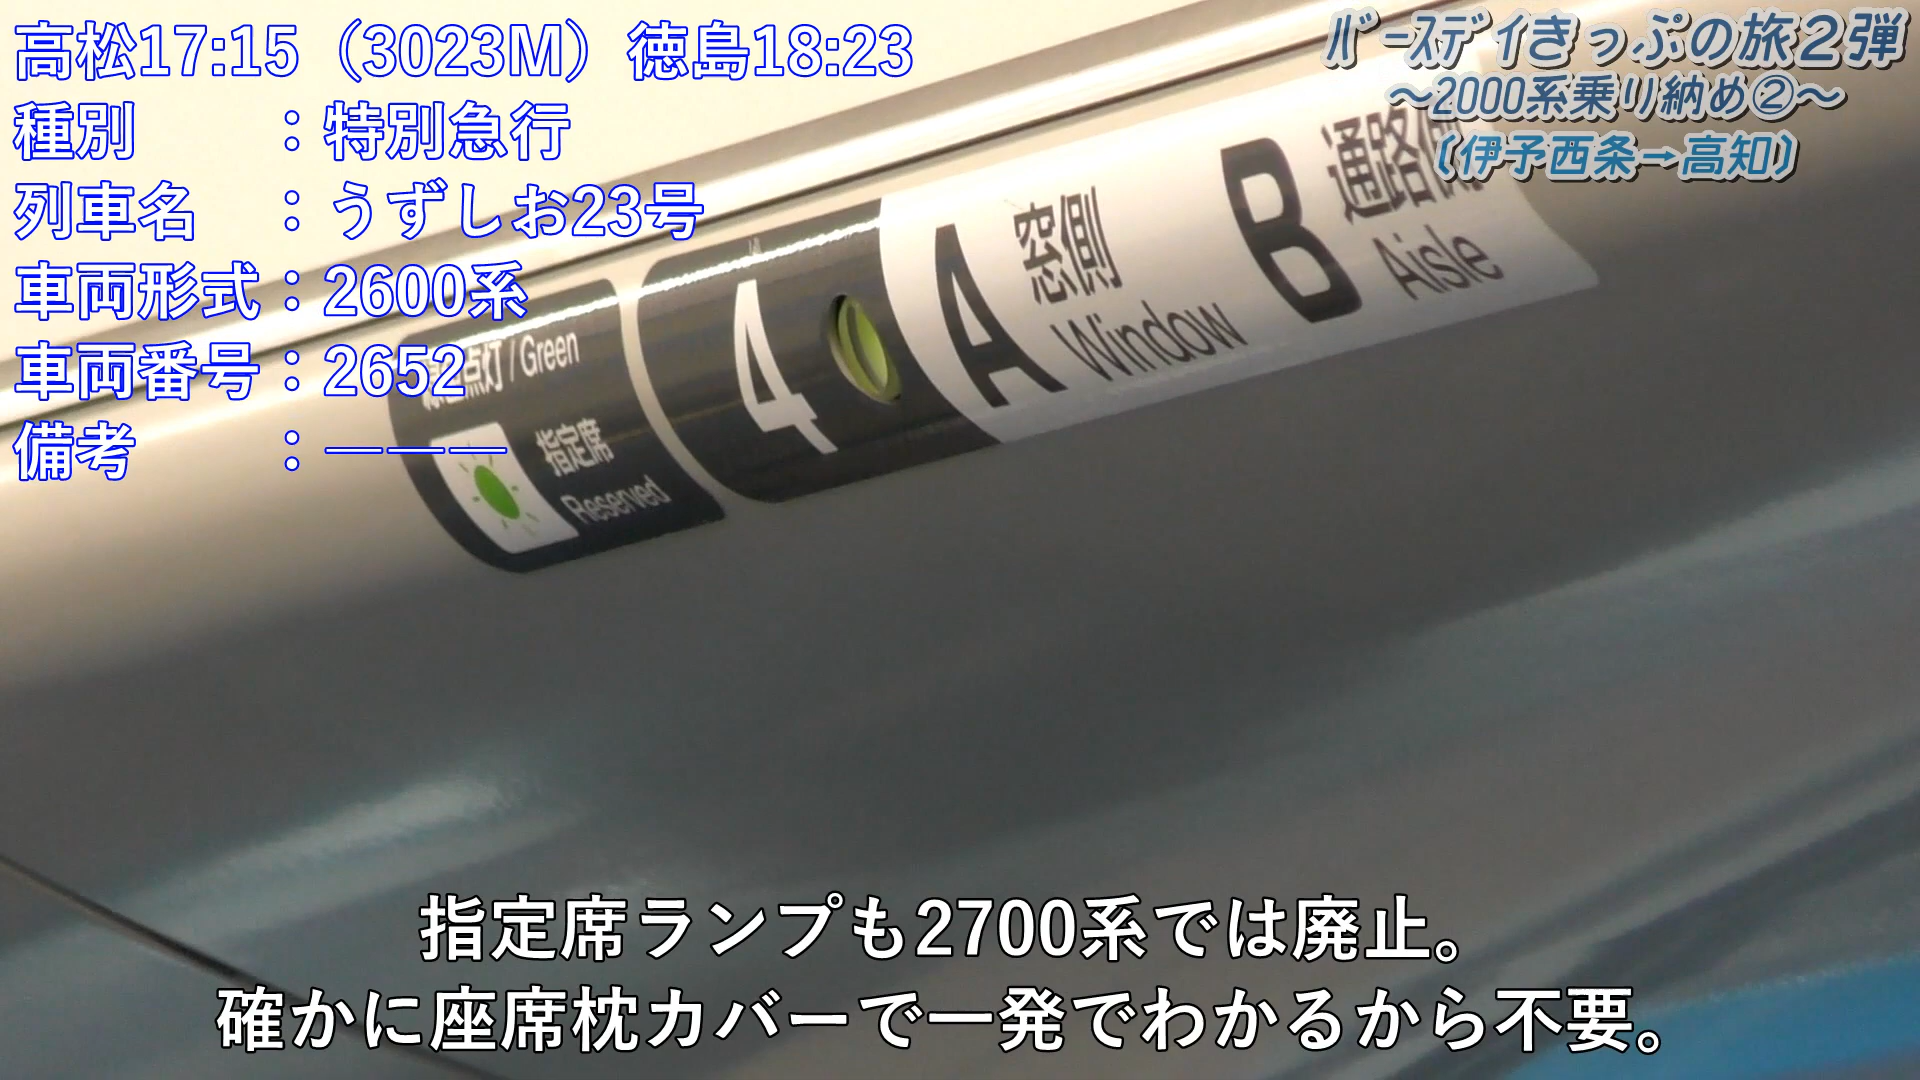 高松17:15（3023M）徳島18:23
種別　　：特別急行
列車名　：うずしお23号
車両形式：2600系
車両番号：2652
備考　　：―――
ﾊﾞｰｽﾃﾞｲきっぷの旅２弾
～2000系乗り納め②～
（伊予西条→高知）
点灯 / Green
指定席
Reserved
4
A 窓側
Window
B 通路側
Aisle
指定席ランプも2700系では廃止。
確かに座席枕カバーで一発でわかるから不要。